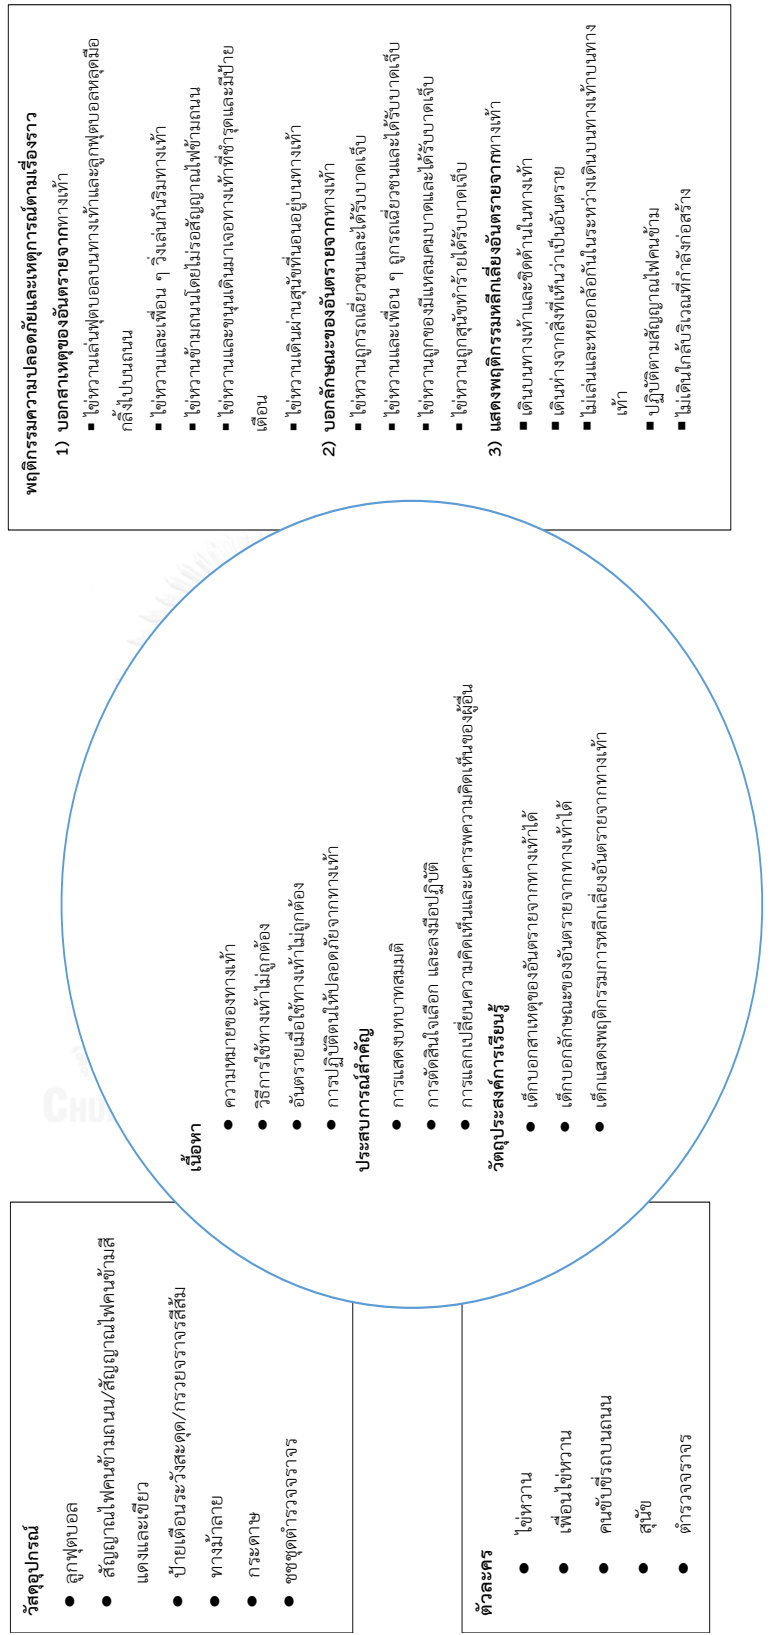 วัสดุอุปกรณ์
● ลูกฟุตบอล
● สัญญาณไฟคนข้ามถนน/สัญญาณไฟคนข้ามสี
แดงและเขียว
● ป้ายเตือนระวังสะดุด/กรวยจราจรสีส้ม
● ทางม้าลาย
● กระดาษ
● ชชชุดตำรวจจราจร
ตัวละคร
● ไข่หวาน
● เพื่อนไข่หวาน
● คนขับขี่รถบนถนน
● สุนัข
● ตำรวจจราจร
เนื้อหา
● ความหมายของทางเท้า
● วิธีการใช้ทางเท้าไม่ถูกต้อง
● อันตรายเมื่อใช้ทางเท้าไม่ถูกต้อง
● การปฏิบัติตนให้ปลอดภัยจากทางเท้า
ประสบการณ์สำคัญ
● การแสดงบทบาทสมมติ
● การตัดสินใจเลือก และลงมือปฏิบัติ
● การแลกเปลี่ยนความคิดเห็นและเคารพความคิดเห็นของผู้อื่น
วัตถุประสงค์การเรียนรู้
● เด็กบอกสาเหตุของอันตรายจากทางเท้าได้
● เด็กบอกลักษณะของอันตรายจากทางเท้าได้
● เด็กแสดงพฤติกรรมการหลีกเลี่ยงอันตรายจากทางเท้า
พฤติกรรมความปลอดภัยและเหตุการณ์ตามเรื่องราว
1) บอกสาเหตุของอันตรายจากทางเท้า
▪ ไข่หวานเล่นฟุตบอลบนทางเท้าและลูกฟุตบอลหลุดมือ
กลิ้งไปบนถนน
▪ ไข่หวานและเพื่อน ๆ วิ่งเล่นกันริมทางเท้า
▪ ไข่หวานข้ามถนนโดยไม่รอสัญญาณไฟข้ามถนน
▪ ไข่หวานและขนุนเดินมาเจอทางเท้าที่ชำรุดและมีป้าย
เตือน
▪ ไข่หวานเดินผ่านสุนัขที่นอนอยู่บนทางเท้า
2) บอกลักษณะของอันตรายจากทางเท้า
▪ ไข่หวานถูกรถเฉี่ยวชนและได้รับบาดเจ็บ
▪ ไข่หวานและเพื่อน ๆ ถูกรถเฉี่ยวชนและได้รับบาดเจ็บ
▪ ไข่หวานถูกของมีแหลมคมบาดและได้รับบาดเจ็บ
▪ ไข่หวานถูกสุนัขทำร้ายได้รับบาดเจ็บ
3) แสดงพฤติกรรมหลีกเลี่ยงอันตรายจากทางเท้า
▪ เดินบนทางเท้าและชิดด้านในทางเท้า
▪ เดินห่างจากสิ่งที่เห็นว่าเป็นอันตราย
▪ ไม่เล่นและหยอกล้อกันในระหว่างเดินบนทางเท้าบนทาง
เท้า
▪ ปฏิบัติตามสัญญาณไฟคนข้าม
▪ ไม่เดินใกล้บริเวณที่กำลังก่อสร้าง